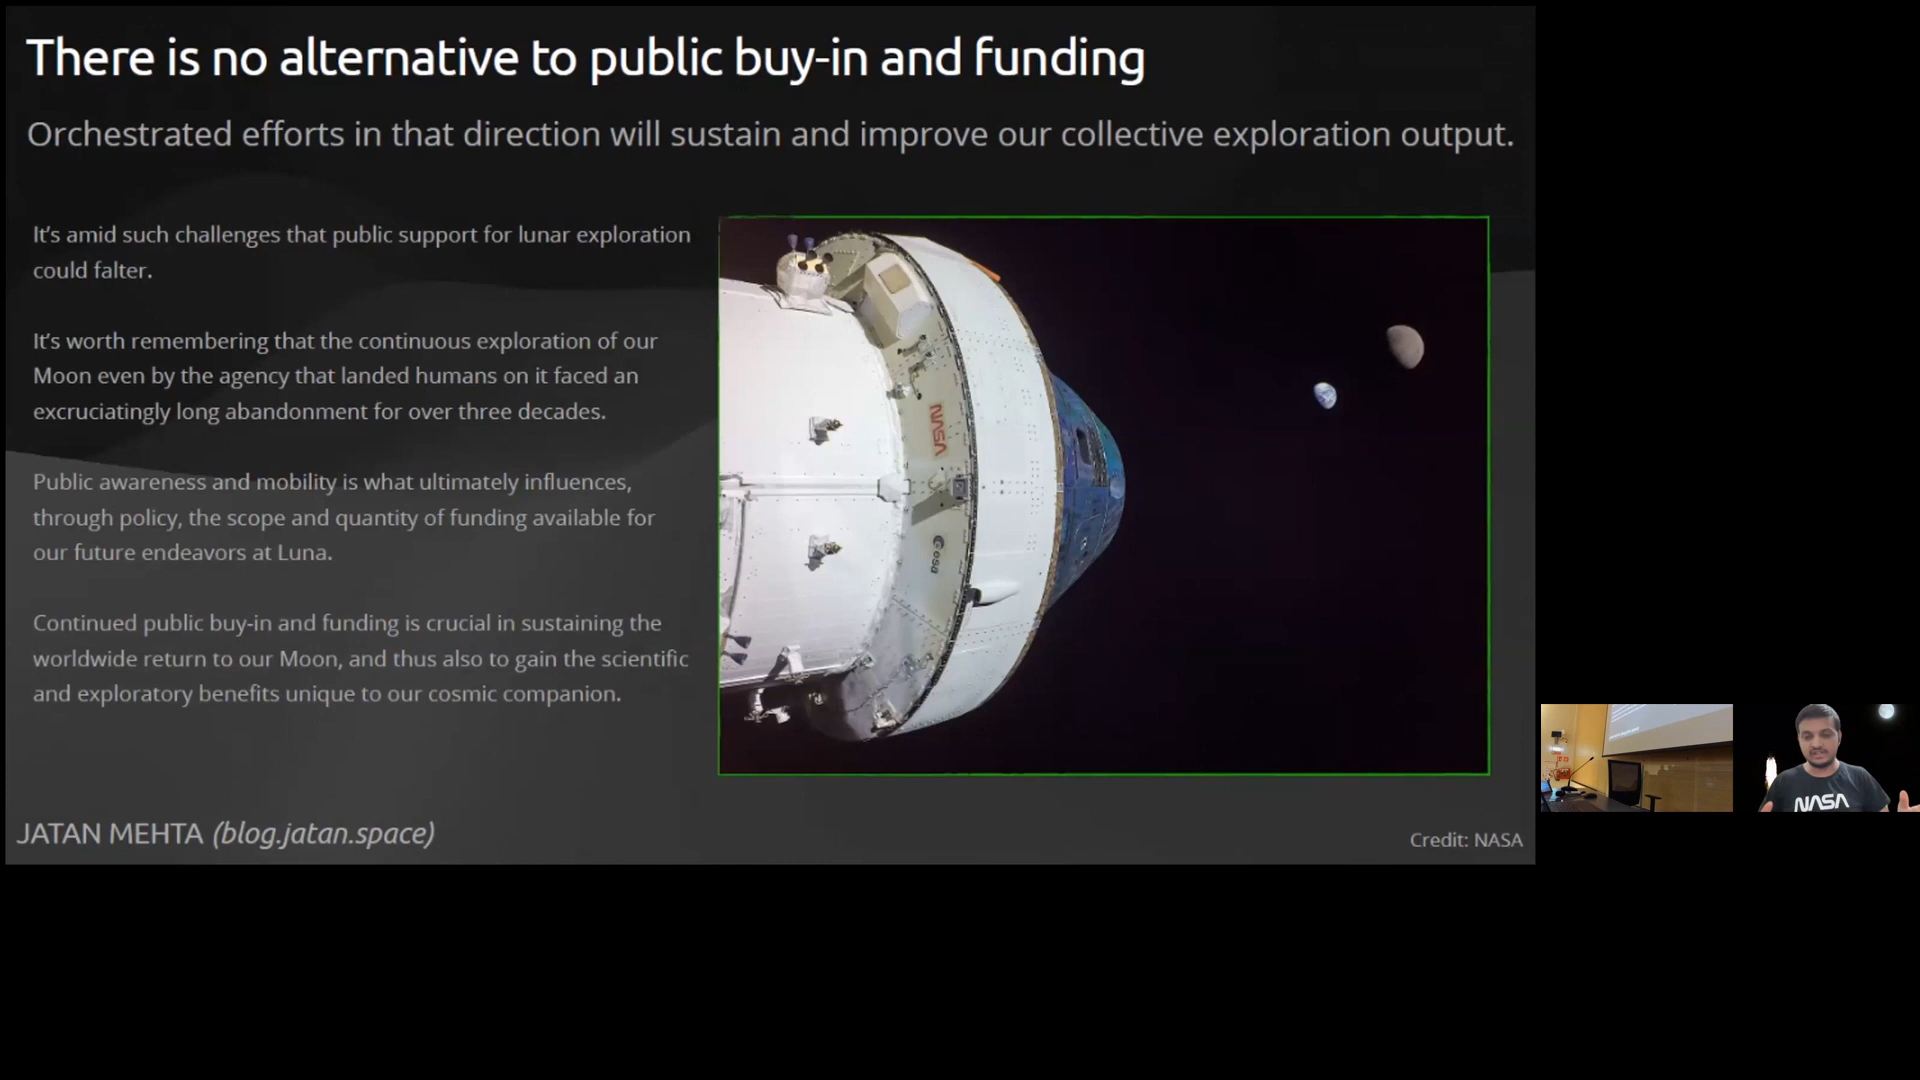 There is no alternative to public buy-in and funding
Orchestrated efforts in that direction will sustain and improve our collective exploration output.
It’s amid such challenges that public support for lunar exploration
could falter.
It’s worth remembering that the continuous exploration of our
Moon even by the agency that landed humans on it faced an
excruciatingly long abandonment for over three decades.
Public awareness and mobility is what ultimately influences,
through policy, the scope and quantity of funding available for
our future endeavors at Luna.
Continued public buy-in and funding is crucial in sustaining the
worldwide return to our Moon, and thus also to gain the scientific
and exploratory benefits unique to our cosmic companion.
NASA
esa
JATAN MEHTA (blog.jatan.space)
Credit: NASA
NASA